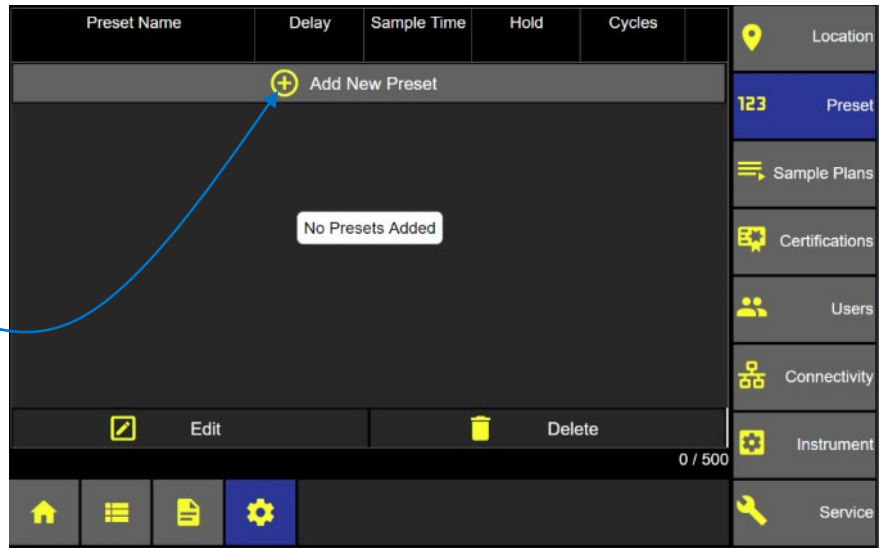 Preset Name Delay Sample Time Hold Cycles
Location
Add New Preset
123 Preset
Sample Plans
No Presets Added
Certifications
Users
Connectivity
Edit Delete
Instrument
0 / 500
Service